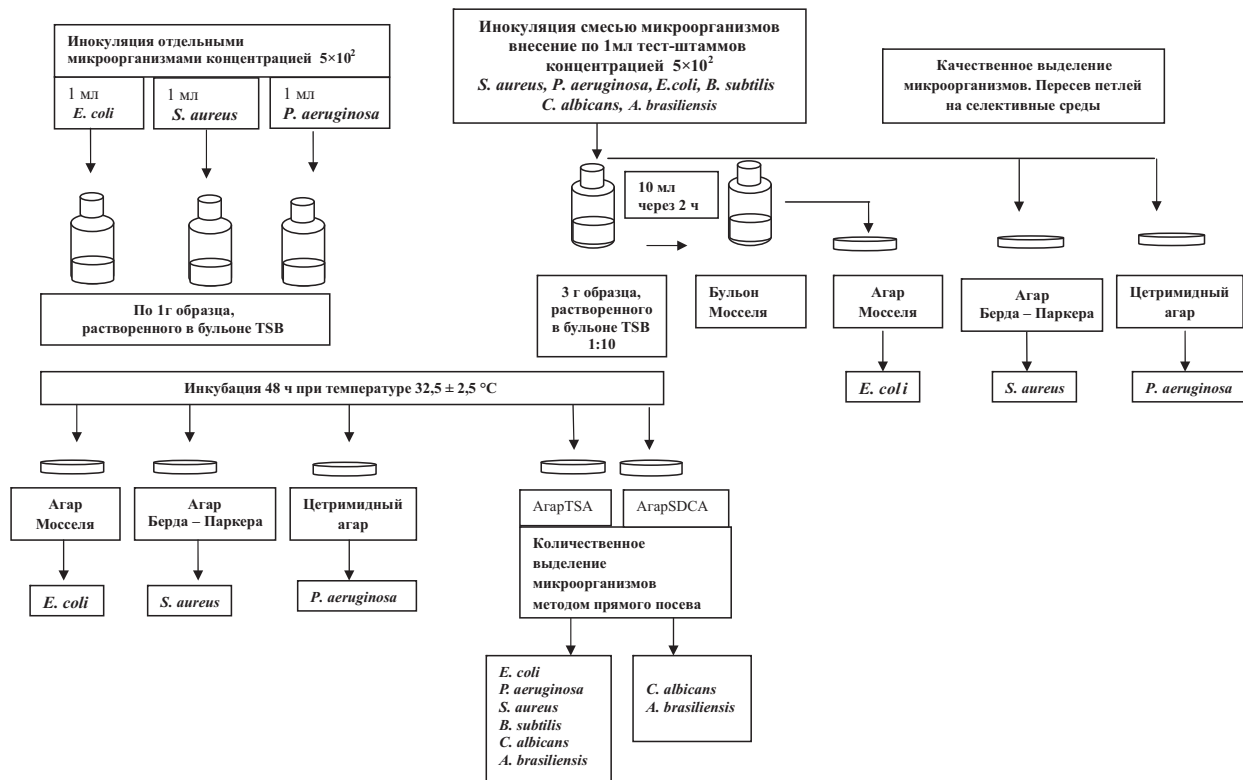 Инокуляция отдельными
микроорганизмами концентрацией 5×10²
1 мл
E. coli
1 мл
S. aureus
1 мл
P. aeruginosa
По 1г образца,
растворенного в бульоне TSB
Инокуляция смесью микроорганизмов
внесение по 1мл тест-штаммов
концентрацией 5×10²
S. aureus, P. aeruginosa, E.coli, B. subtilis
C. albicans, A. brasiliensis
Качественное выделение
микроорганизмов. Пересев петлей
на селективные среды
10 мл
через 2 ч
3 г образца,
растворенного
в бульоне TSB
1:10
Бульон
Мосселя
Агар
Мосселя
Агар
Берда – Паркера
Цетримидный
агар
E. coli
S. aureus
P. aeruginosa
Инкубация 48 ч при температуре 32,5 ± 2,5 °C
Агар
Мосселя
Агар
Берда – Паркера
Цетримидный
агар
E. coli
S. aureus
P. aeruginosa
АгарTSA
АгарSDCA
Количественное
выделение
микроорганизмов
методом прямого посева
E. coli
P. aeruginosa
S. aureus
B. subtilis
C. albicans
A. brasiliensis
C. albicans
A. brasiliensis